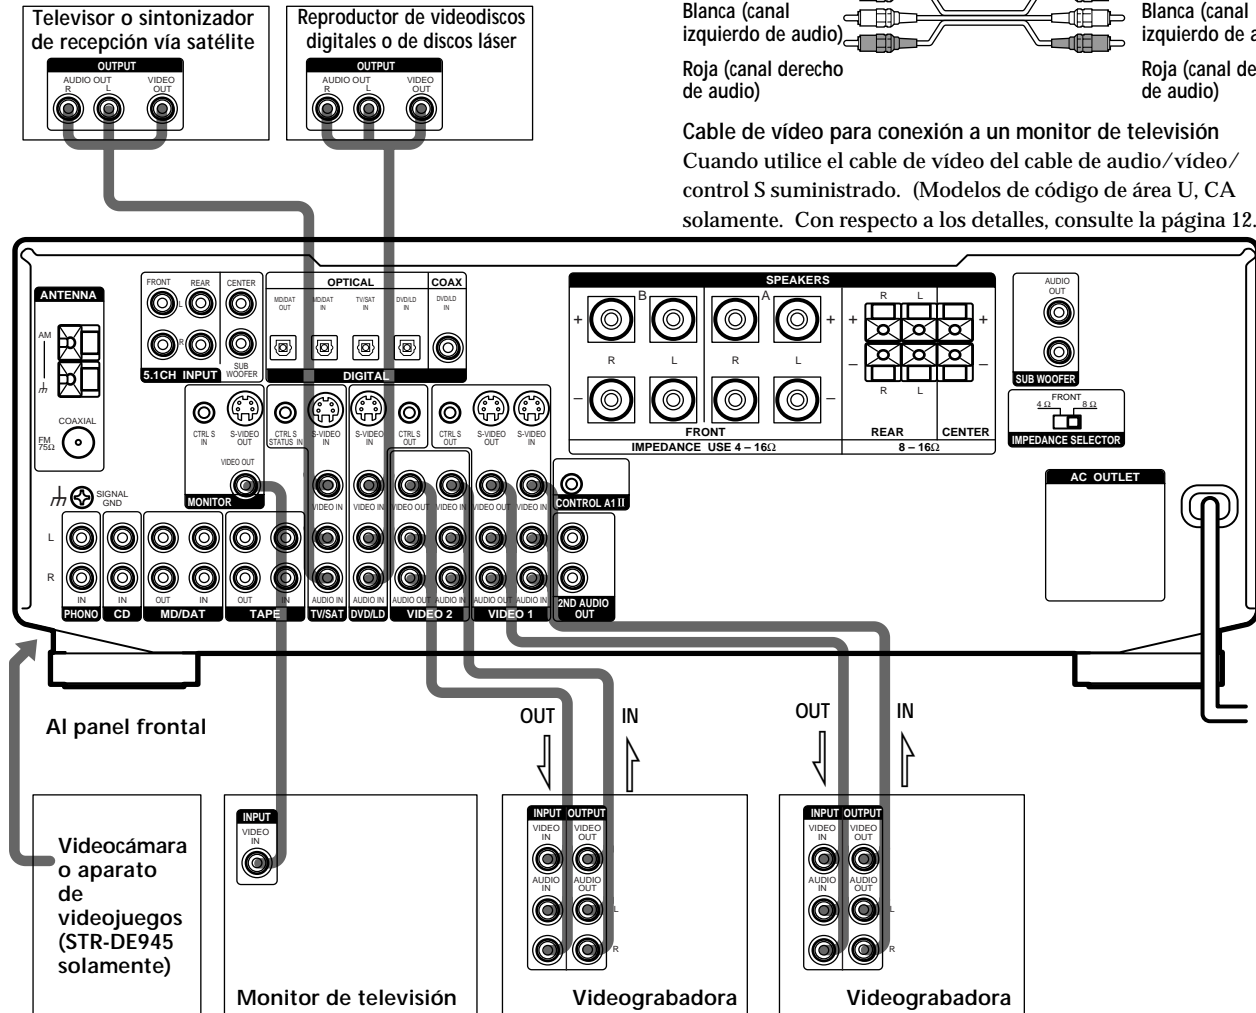 Televisor o sintonizador
de recepción vía satélite
OUTPUT
AUDIO OUT
R L
VIDEO
OUT
Reproductor de videodiscos
digitales o de discos láser
OUTPUT
AUDIO OUT
R L
VIDEO
OUT
Blanca (canal
izquierdo de audio)
Roja (canal derecho
de audio)
Blanca (canal
izquierdo de a
Roja (canal de
de audio)
Cable de vídeo para conexión a un monitor de televisión
Cuando utilice el cable de vídeo del cable de audio/vídeo/
control S suministrado. (Modelos de código de área U, CA
solamente. Con respecto a los detalles, consulte la página 12.
ANTENNA
AM
COAXIAL
FM
75Ω
SIGNAL
GND
FRONT REAR CENTER
L
R
5.1CH INPUT
SUB
WOOFER
OPTICAL COAX
MD/DAT
OUT
MD/DAT
IN
TV/SAT
IN
DVD/LD
IN
DVD/LD
IN
DIGITAL
SPEAKERS
B A
+ +
R L R L
– –
FRONT
IMPEDANCE USE 4 – 16Ω
R L
+ +
– –
R L
REAR CENTER
8 – 16Ω
AUDIO
OUT
SUB WOOFER
FRONT
4 Ω 8 Ω
IMPEDANCE SELECTOR
AC OUTLET
CTRL S
IN
S-VIDEO
OUT
VIDEO OUT
MONITOR
CTRL S
STATUS IN
S-VIDEO
IN
S-VIDEO
IN
CTRL S
OUT
CTRL S
OUT
S-VIDEO
OUT
S-VIDEO
IN
VIDEO IN VIDEO IN VIDEO OUT VIDEO IN VIDEO OUT VIDEO IN
CONTROL A1 II
L
R
IN IN OUT IN OUT IN AUDIO IN AUDIO IN AUDIO OUT AUDIO IN AUDIO OUT AUDIO IN
PHONO CD MD/DAT TAPE TV/SAT DVD/LD VIDEO 2 VIDEO 1
2ND AUDIO
OUT
Al panel frontal
OUT IN
OUT IN
Videocámara
o aparato
de
videojuegos
(STR-DE945
solamente)
INPUT
VIDEO
IN
Monitor de televisión
INPUT OUTPUT
VIDEO
IN
VIDEO
OUT
AUDIO
IN
AUDIO
OUT
L
R
Videograbadora
INPUT OUTPUT
VIDEO
IN
VIDEO
OUT
AUDIO
IN
AUDIO
OUT
L
R
Videograbadora